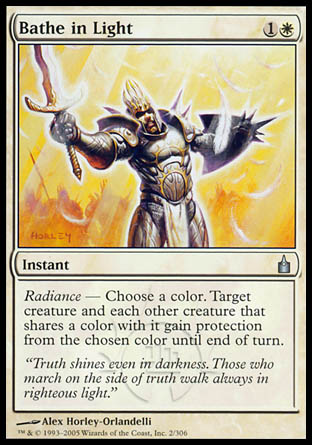 Bathe in Light 1
HORLEY
Instant
Radiance — Choose a color. Target
creature and each other creature that
shares a color with it gain protection
from the chosen color until end of turn.
“Truth shines even in darkness. Those
who march on the side of truth walk always in
righteous light.”
Alex Horley-Orlandelli
™ & © 1993–2005 Wizards of the Coast, Inc. 2/306